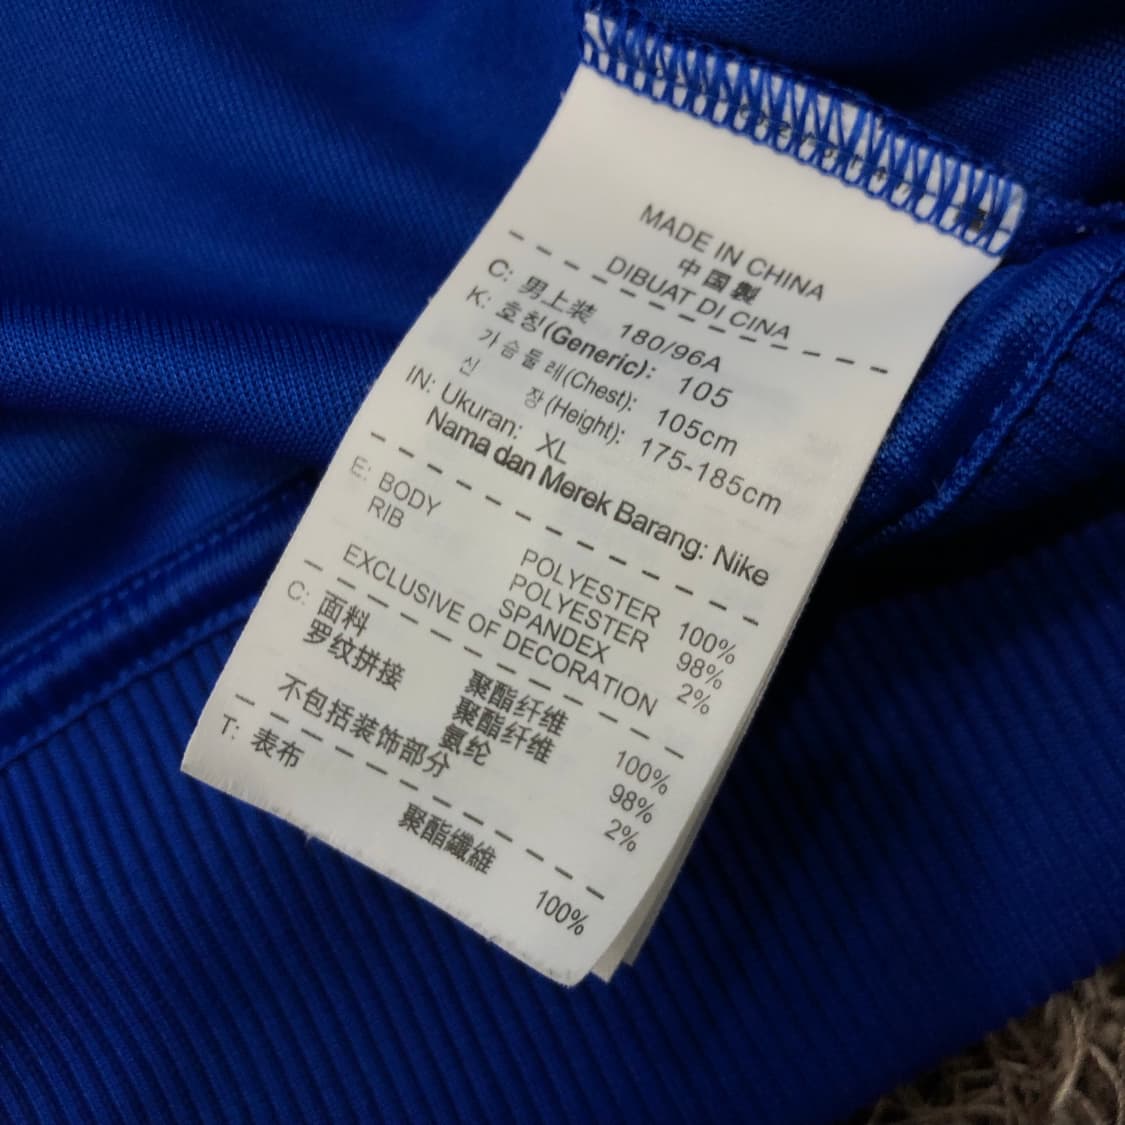 MADE IN CHINA
中国製
DIBUAT DI CINA
C: 男上装 180/96A
K: 호칭(Generic): 105
가슴둘레(Chest): 105cm
신 장(Height): 175-185cm
IN: Ukuran: XL
Nama dan Merek Barang: Nike
E: BODY POLYESTER 100%
RIB POLYESTER 98%
SPANDEX 2%
EXCLUSIVE OF DECORATION
C: 面料 聚酯纤维 100%
罗纹拼接 聚酯纤维 98%
氨纶 2%
不包括装饰部分
T: 表布 聚酯纖維 100%